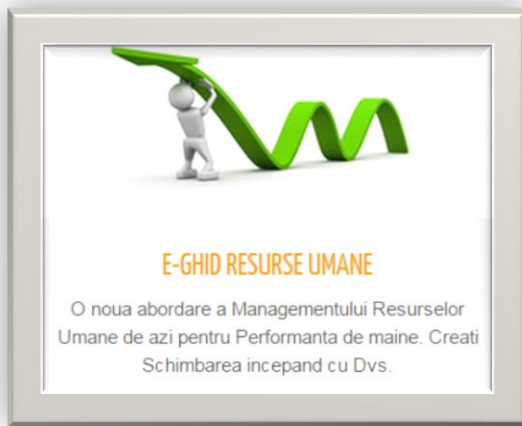 E-GHID RESURSE UMANE
O noua abordare a Managementului Resurselor
Umane de azi pentru Performanta de maine. Creati
Schimbarea incepand cu Dvs.